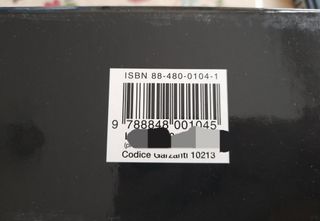 ISBN 88-480-0104-1
9 788848 001045
Codice Garzanti 10213